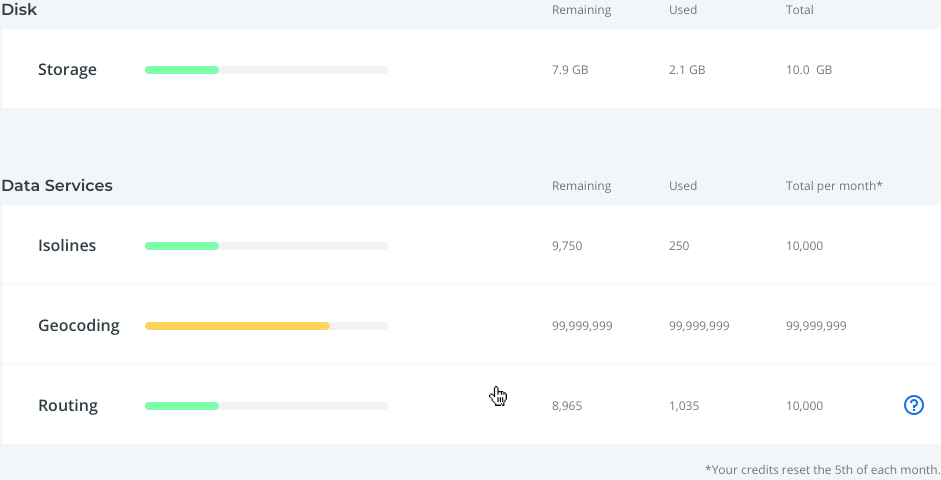 Disk Remaining Used Total
Storage 7.9 GB 2.1 GB 10.0 GB
Data Services Remaining Used Total per month*
Isolines 9,750 250 10,000
Geocoding 99,999,999 99,999,999 99,999,999
Routing 8,965 1,035 10,000 ?
*Your credits reset the 5th of each month.